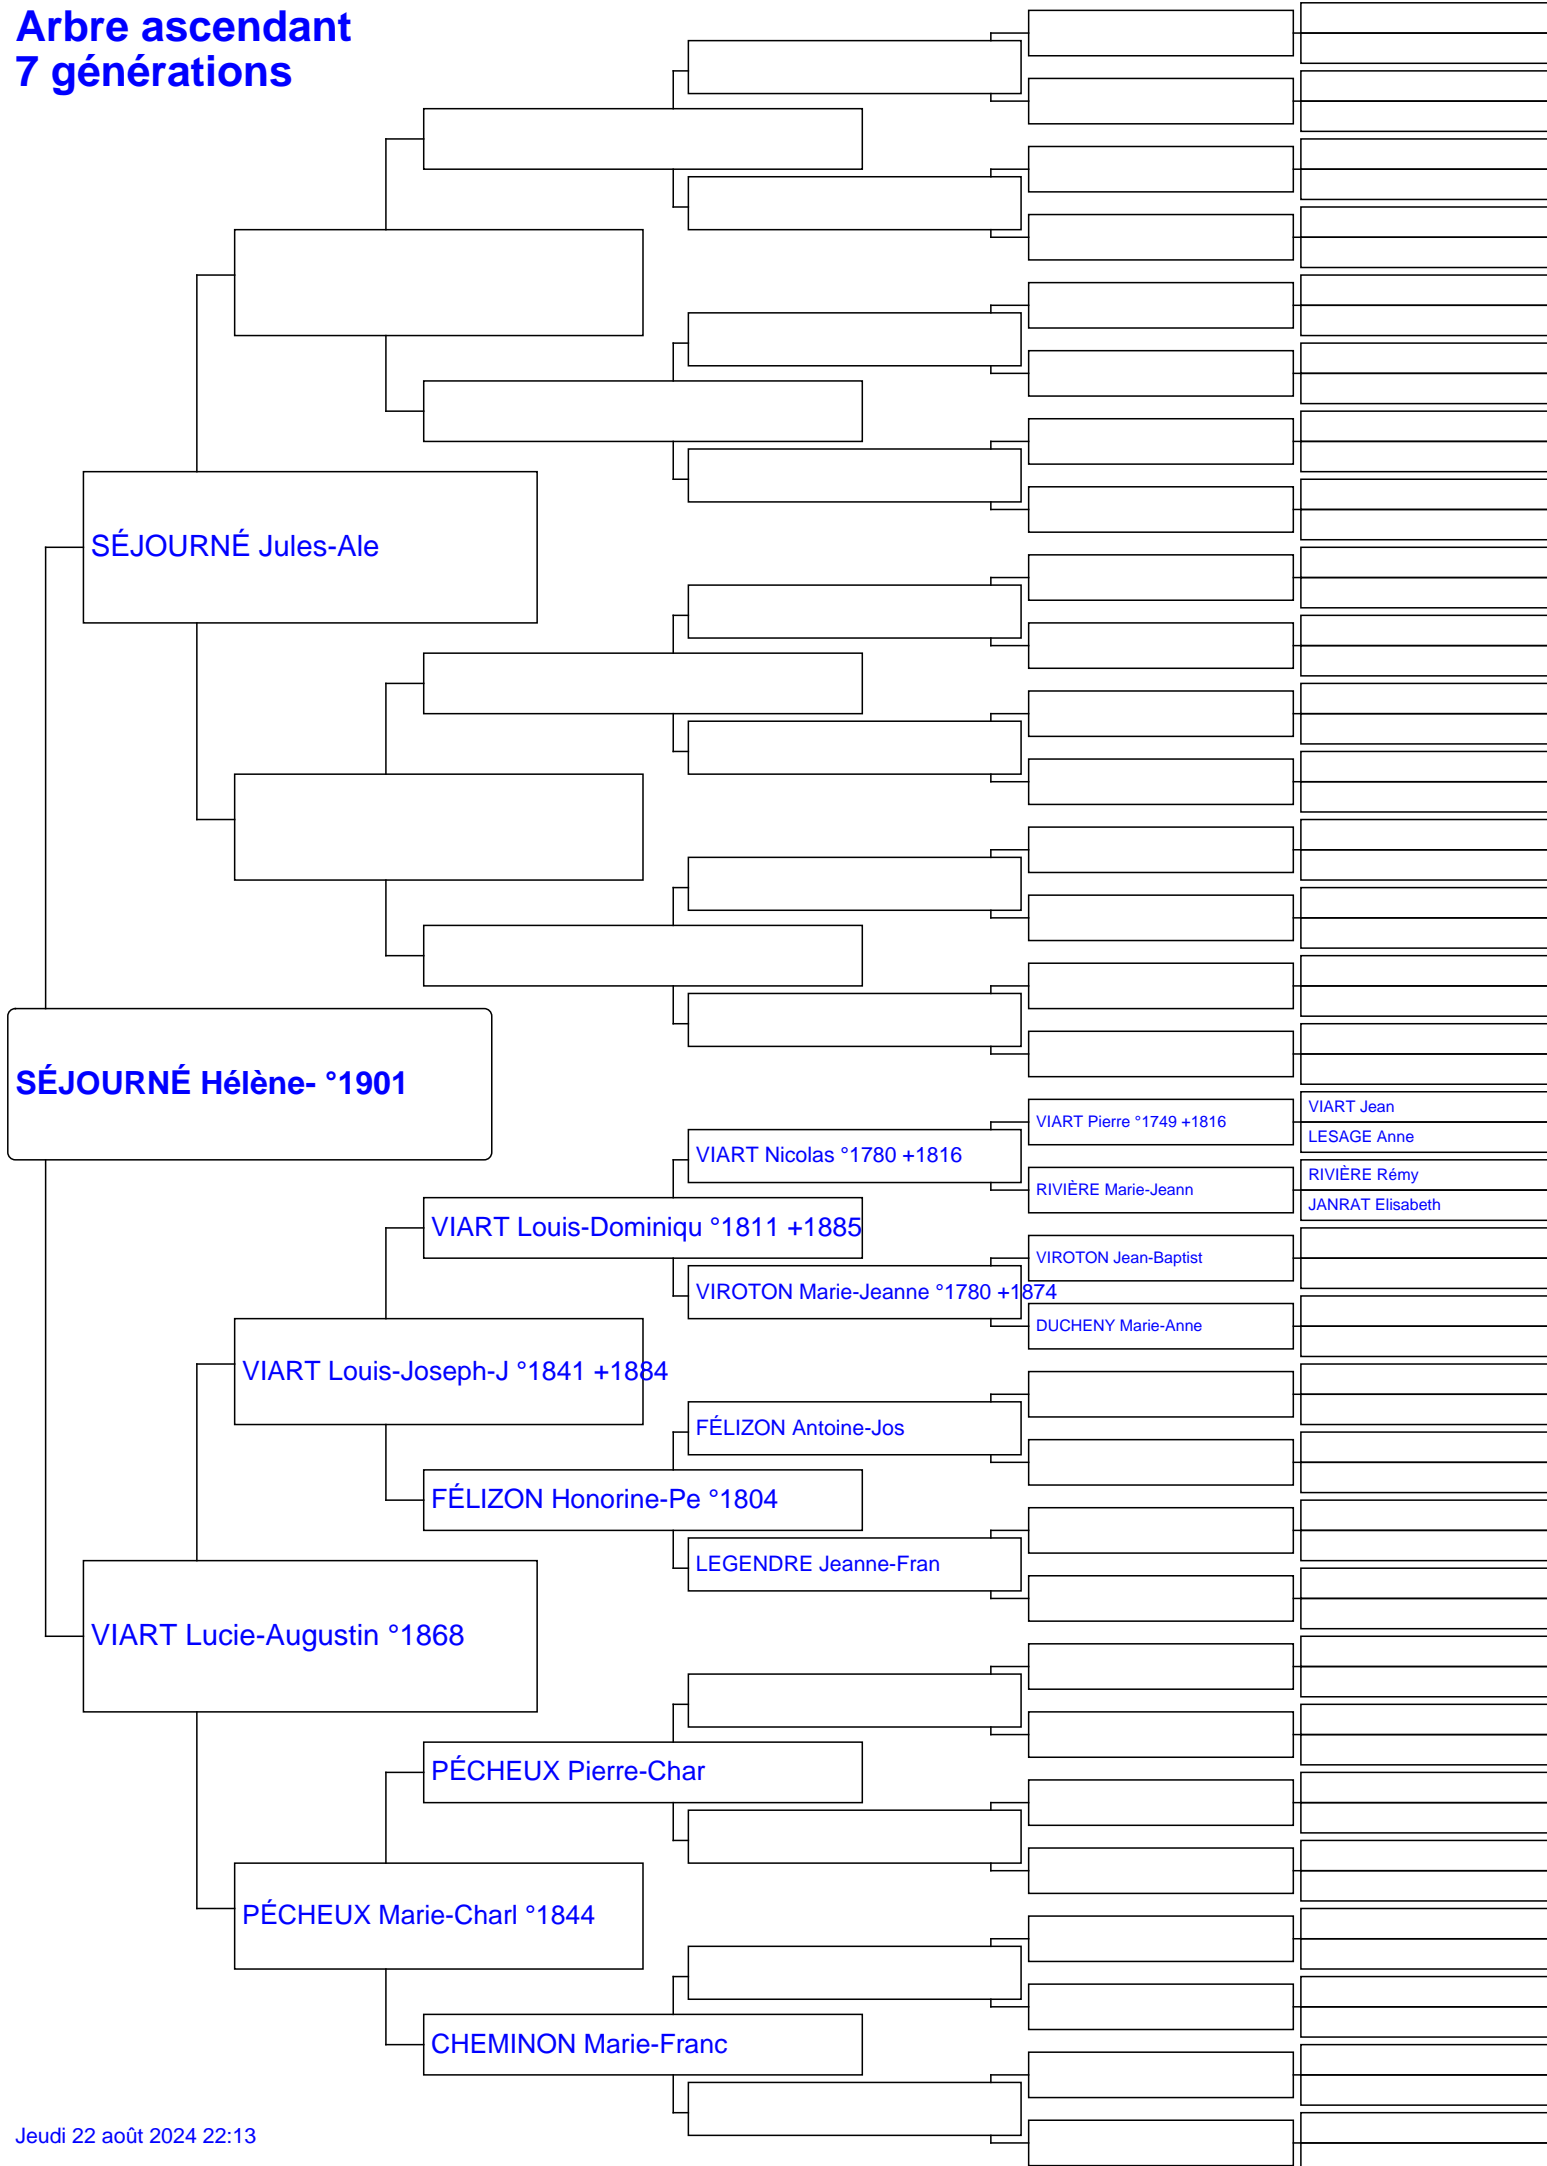 Arbre ascendant
7 générations
SÉJOURNÉ Jules-Ale
SÉJOURNÉ Hélène- °1901
VIART Pierre °1749 +1816
VIART Jean
LESAGE Anne
VIART Nicolas °1780 +1816
RIVIÈRE Marie-Jeann
RIVIÈRE Rémy
JANRAT Elisabeth
VIART Louis-Dominiqu °1811 +1885
VIROTON Jean-Baptist
VIROTON Marie-Jeanne °1780 +1874
DUCHENY Marie-Anne
VIART Louis-Joseph-J °1841 +1884
FÉLIZON Antoine-Jos
FÉLIZON Honorine-Pe °1804
LEGENDRE Jeanne-Fran
VIART Lucie-Augustin °1868
PÉCHEUX Pierre-Char
PÉCHEUX Marie-Charl °1844
CHEMINON Marie-Franc
Jeudi 22 août 2024 22:13